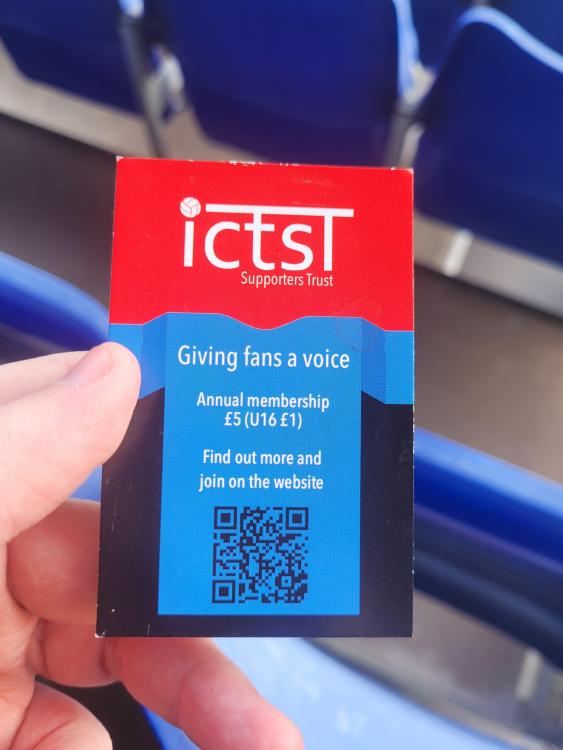 ictsT
Supporters Trust
Giving fans a voice
Annual membership
£5 (U16 £1)
Find out more and
join on the website